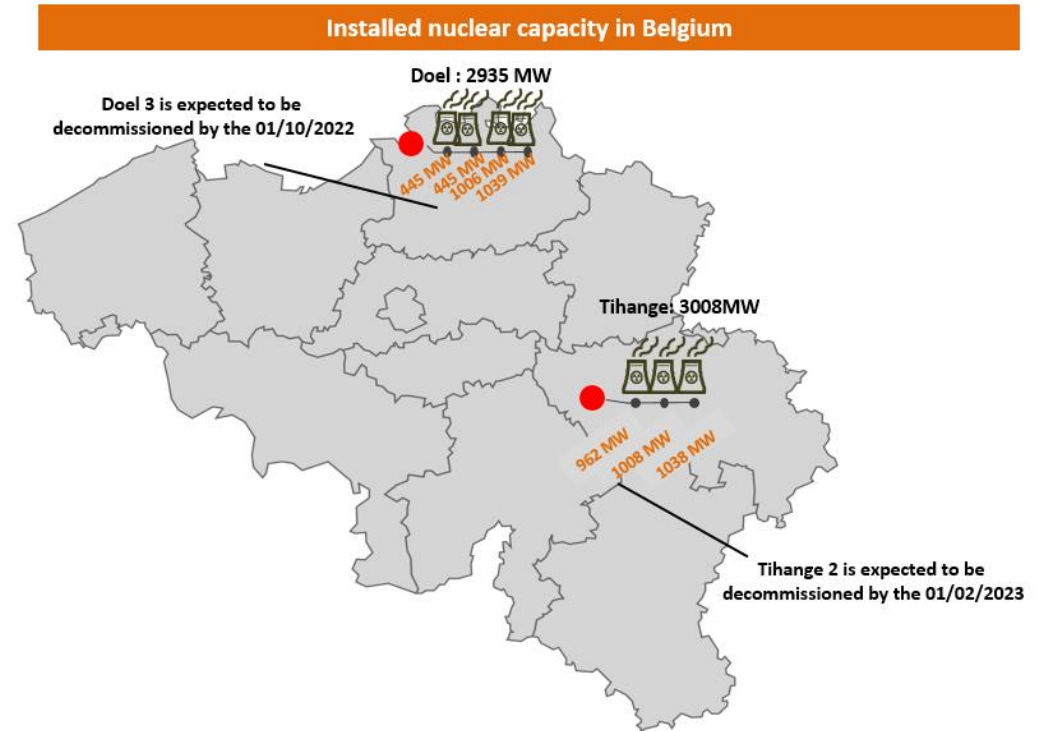 Installed nuclear capacity in Belgium
Doel : 2935 MW
Doel 3 is expected to be
decommissioned by the 01/10/2022
445 MW
445 MW
1006 MW
1039 MW
Tihange: 3008MW
962 MW
1008 MW
1038 MW
Tihange 2 is expected to be
decommissioned by the 01/02/2023